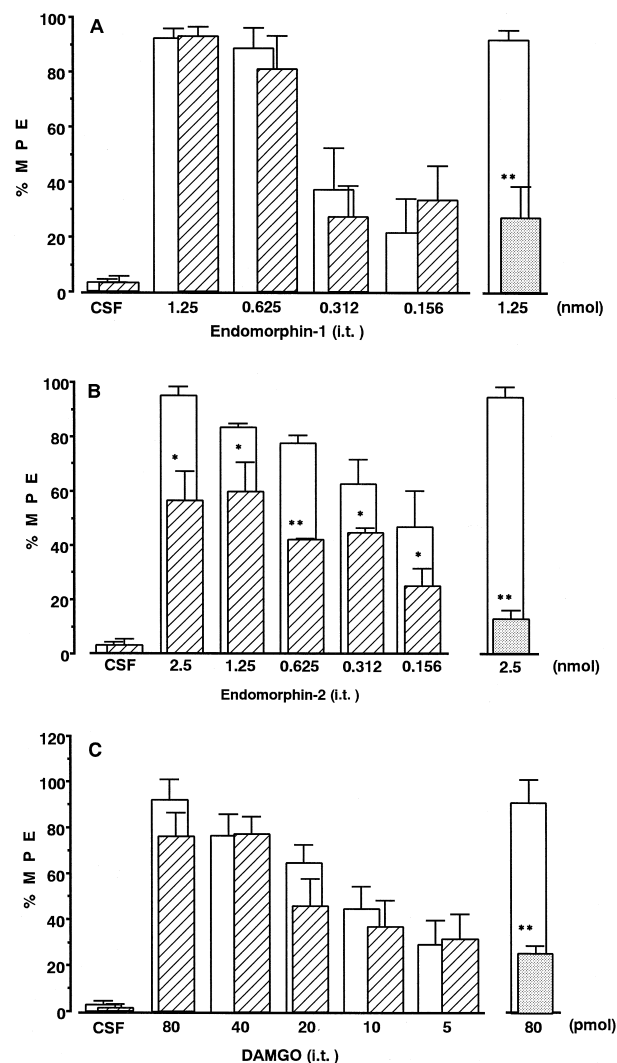 A
100
80
60
40
20
0
% M P E
**
CSF 1.25 0.625 0.312 0.156 1.25 (nmol)
Endomorphin-1 (i.t. )
B
100
80
60
40
20
0
% M P E
* * ** * * **
CSF 2.5 1.25 0.625 0.312 0.156 2.5 (nmol)
Endomorphin-2 (i.t. )
C
120
100
80
60
40
20
0
% M P E
**
CSF 80 40 20 10 5 80 (pmol)
DAMGO (i.t. )